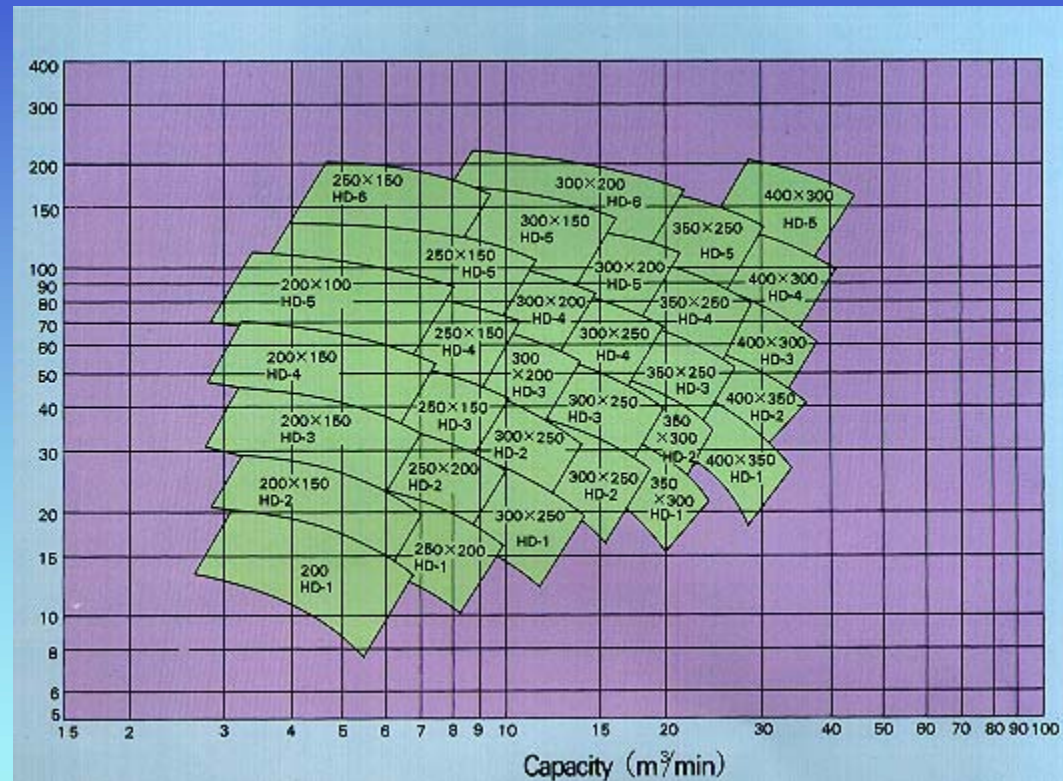 400
300
200
150
100
90
80
70
60
50
40
30
20
15
10
8
6
5
1.5 2 3 4 5 6 7 8 9 10 15 20 30 40 50 60 70 80 90 100
Capacity (m³/min)
250×150
HD-6
300×200
HD-6
400×300
HD-5
300×150
HD-5
350×250
HD-5
250×150
HD-5
300×200
HD-5
400×300
HD-4
200×100
HD-5
300×200
HD-4
350×250
HD-4
250×150
HD-4
300×250
HD-4
400×300
HD-3
200×150
HD-4
300
×200
HD-3
350×250
HD-3
250×150
HD-3
300×250
HD-3
400×350
HD-2
200×150
HD-3
300×250
HD-2
350
×300
HD-2
250×200
HD-2
300×250
HD-2
400×350
HD-1
200×150
HD-2
350
×300
HD-1
300×250
HD-1
250×200
HD-1
200
HD-1